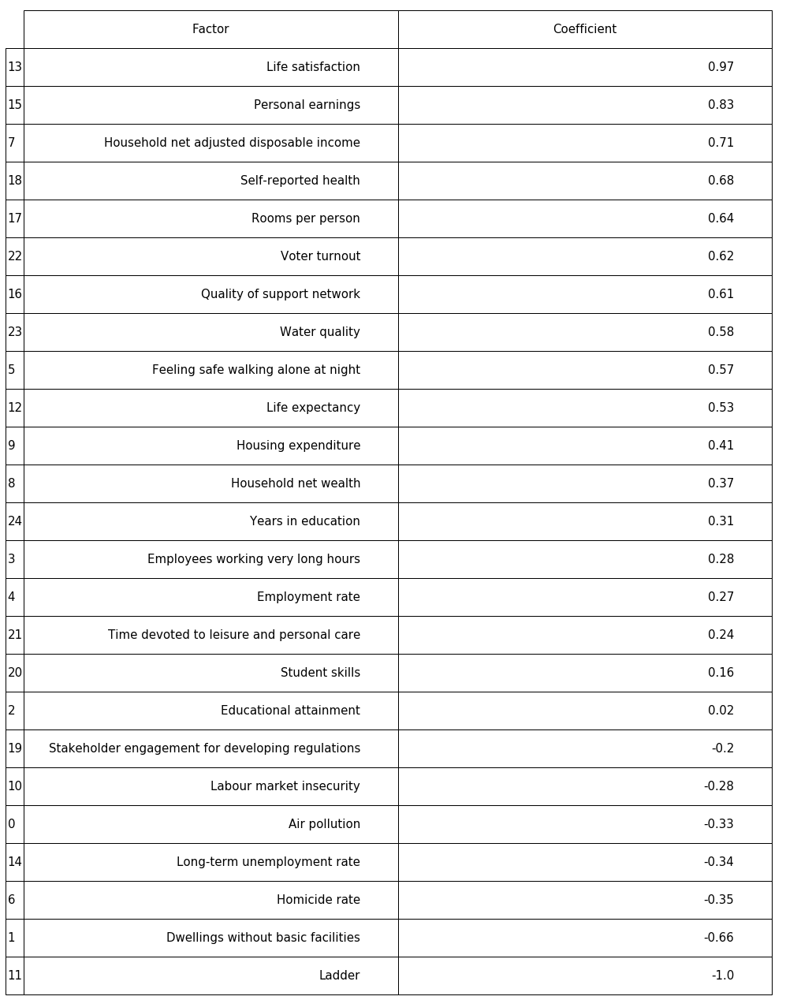 Factor Coefficient
13 Life satisfaction 0.97
15 Personal earnings 0.83
7 Household net adjusted disposable income 0.71
18 Self-reported health 0.68
17 Rooms per person 0.64
22 Voter turnout 0.62
16 Quality of support network 0.61
23 Water quality 0.58
5 Feeling safe walking alone at night 0.57
12 Life expectancy 0.53
9 Housing expenditure 0.41
8 Household net wealth 0.37
24 Years in education 0.31
3 Employees working very long hours 0.28
4 Employment rate 0.27
21 Time devoted to leisure and personal care 0.24
20 Student skills 0.16
2 Educational attainment 0.02
19 Stakeholder engagement for developing regulations -0.2
10 Labour market insecurity -0.28
0 Air pollution -0.33
14 Long-term unemployment rate -0.34
6 Homicide rate -0.35
1 Dwellings without basic facilities -0.66
11 Ladder -1.0